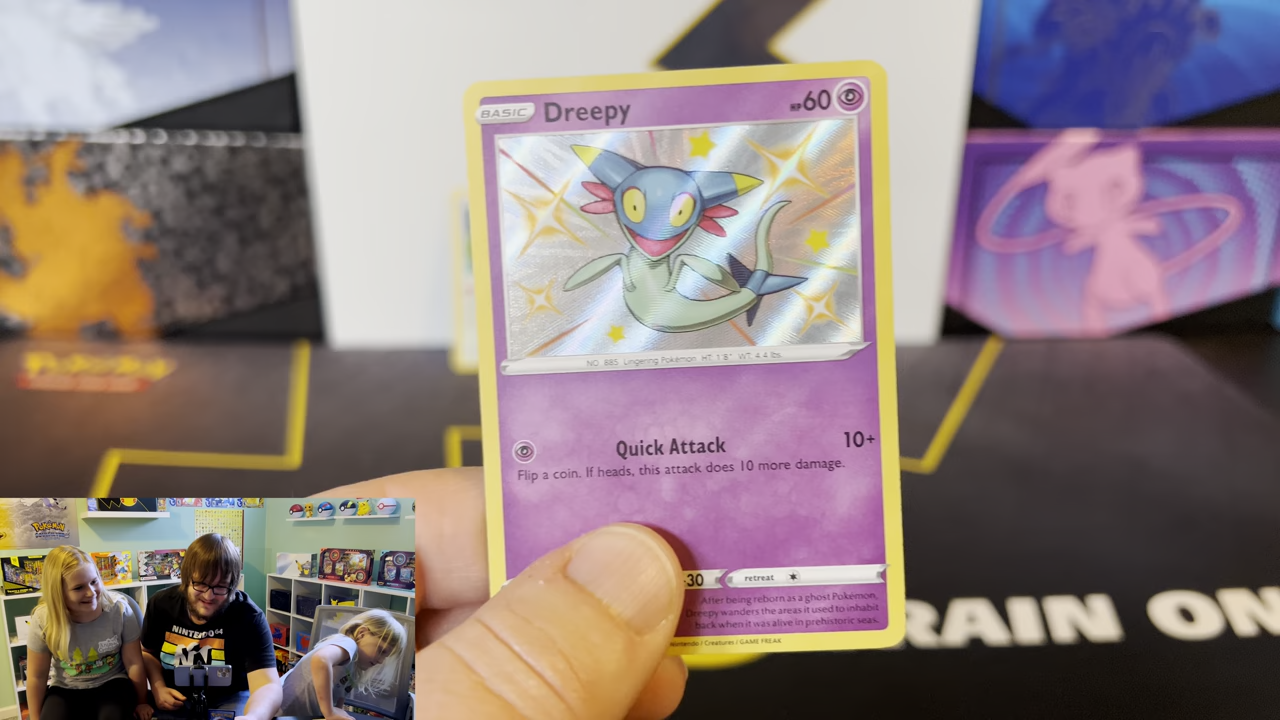 BASIC Dreepy HP 60
NO. 885 Lingering Pokémon HT: 1'8" WT: 4.4 lbs.
Quick Attack 10+
Flip a coin. If heads, this attack does 10 more damage.
-30 retreat
After being reborn as a ghost Pokémon,
Dreepy wanders the areas it used to inhabit
back when it was alive in prehistoric seas.
Nintendo / Creatures / GAME FREAK
RAIN ON
POKÉMON
NINTENDO 64